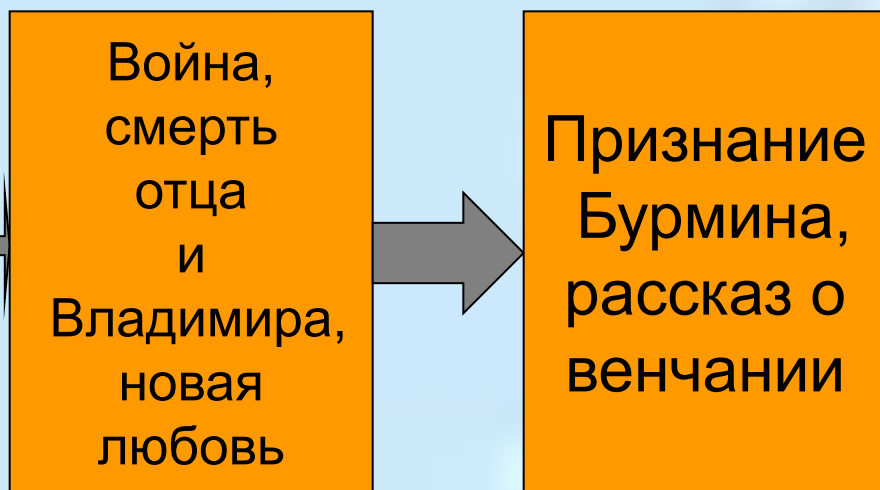 Война,
смерть
отца
и
Владимира,
новая
любовь
Признание
Бурмина,
рассказ о
венчании